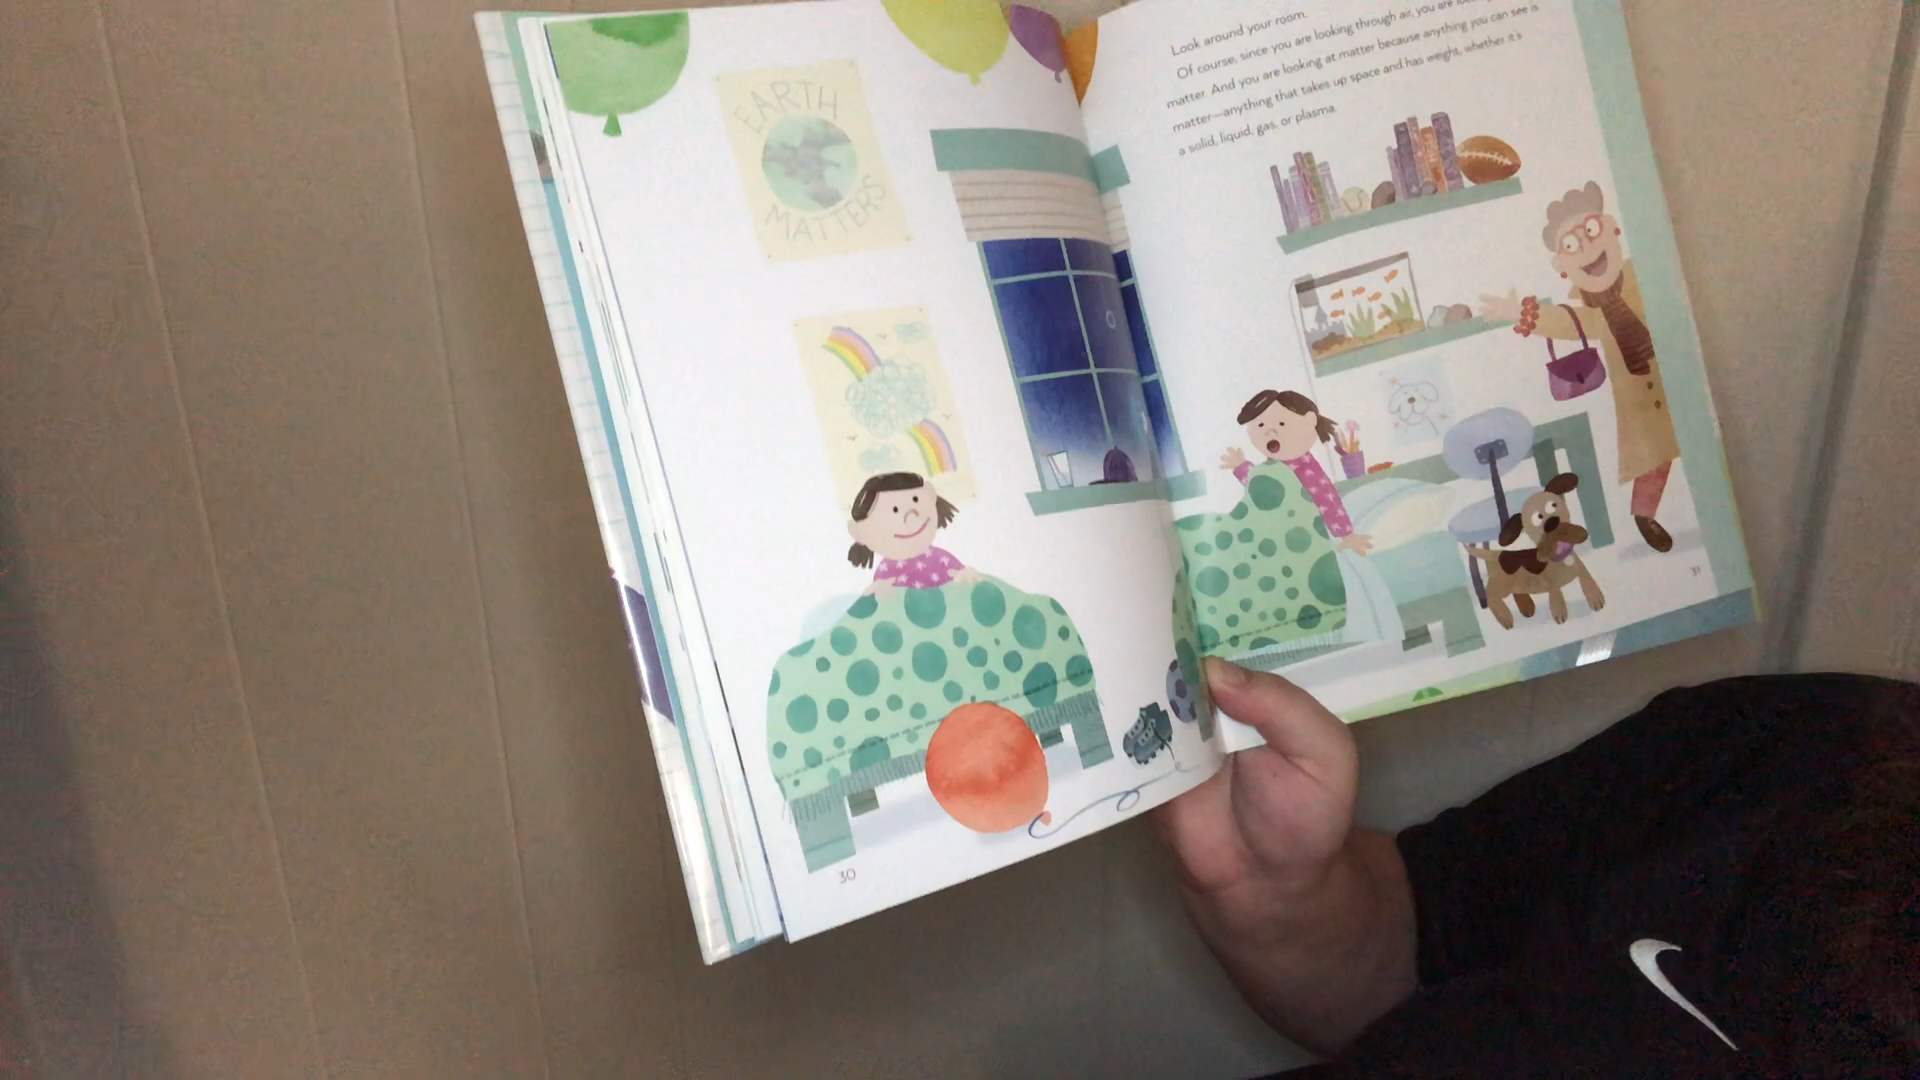 EARTH
MATTERS
30
Look around your room.
Of course, since you are looking through air, you are
matter. And you are looking at matter because anything you can see is
matter—anything that takes up space and has weight, whether it's
a solid, liquid, gas, or plasma.
31